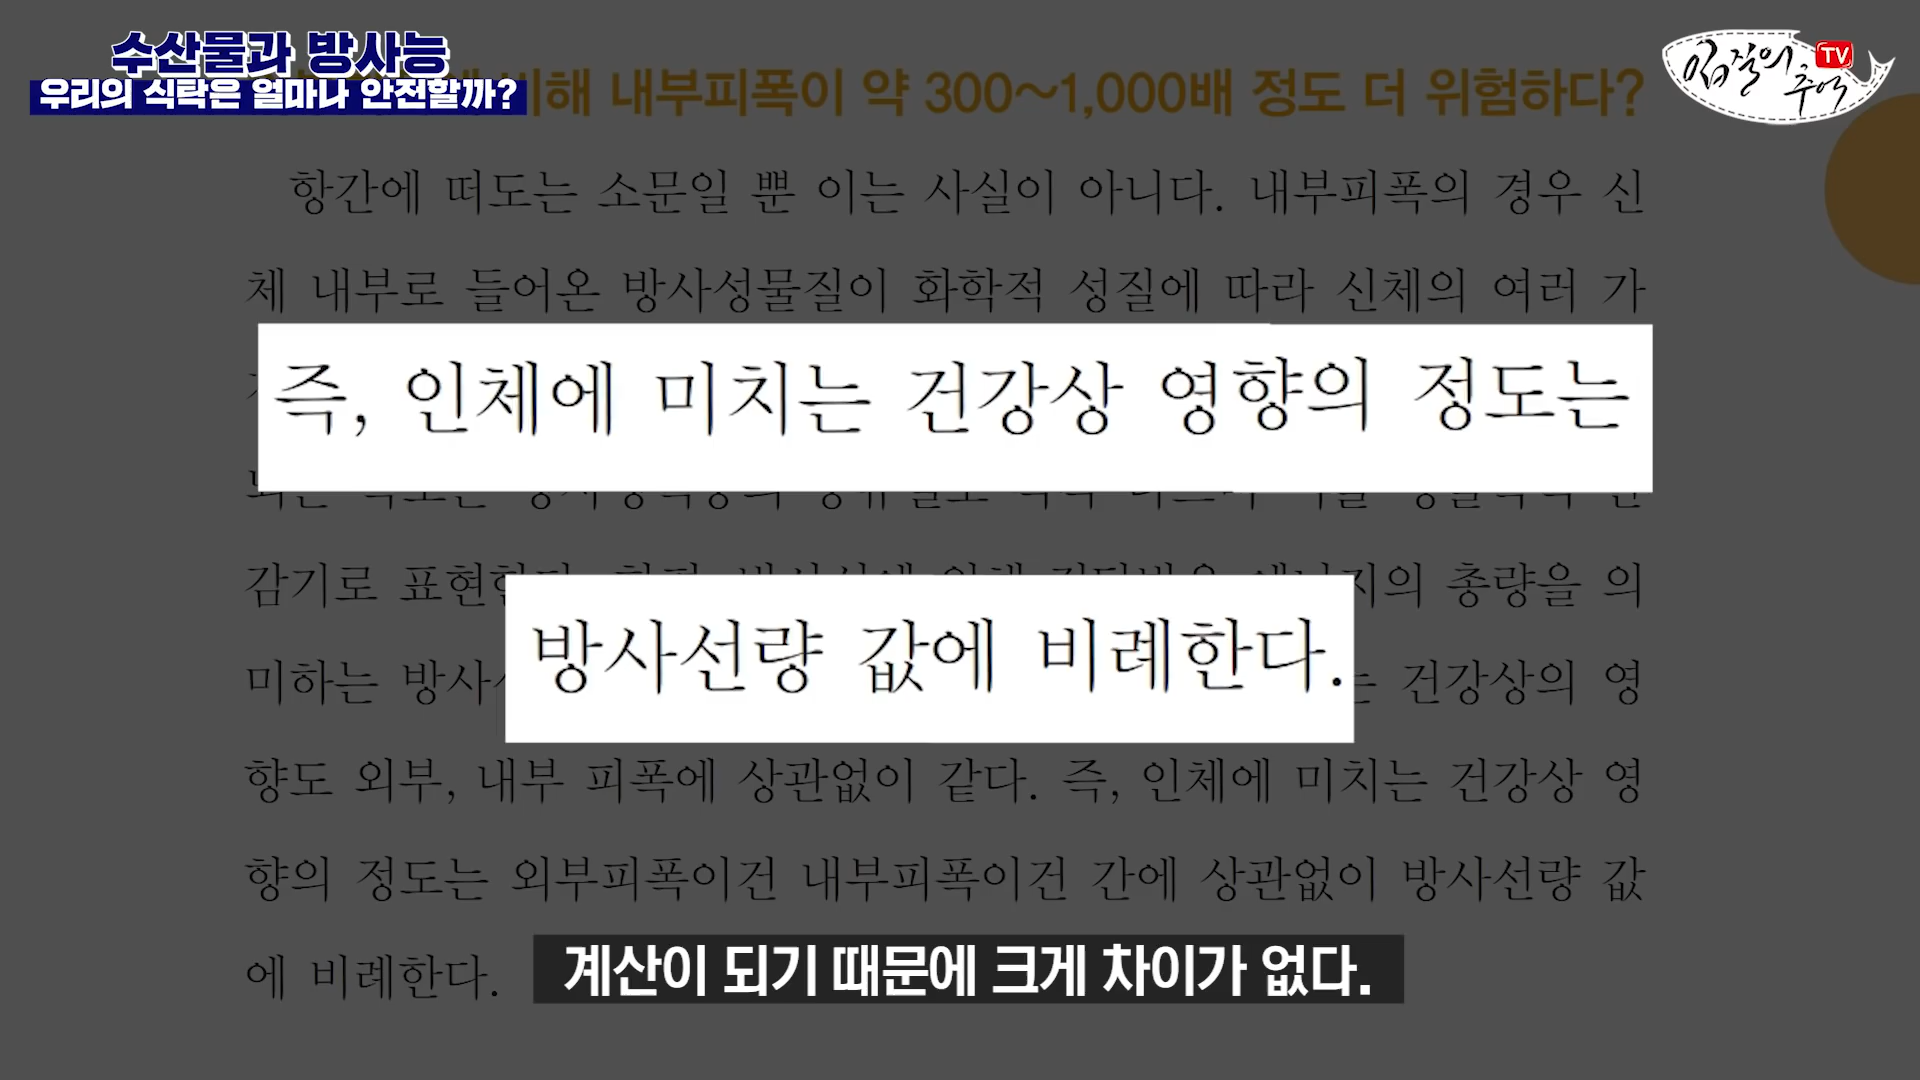 수산물과 방사능
우리의 식탁은 얼마나 안전할까?
입질의 추억 TV
비해 내부피폭이 약 300~1,000배 정도 더 위험하다?
항간에 떠도는 소문일 뿐 이는 사실이 아니다. 내부피폭의 경우 신
체 내부로 들어온 방사성물질이 화학적 성질에 따라 신체의 여러 가
즉, 인체에 미치는 건강상 영향의 정도는
감기로 표현 총량을 의
방사선량 값에 비례한다.
미하는 방사 건강상의 영
향도 외부, 내부 피폭에 상관없이 같다. 즉, 인체에 미치는 건강상 영
향의 정도는 외부피폭이건 내부피폭이건 간에 상관없이 방사선량 값
에 비례한다.
계산이 되기 때문에 크게 차이가 없다.